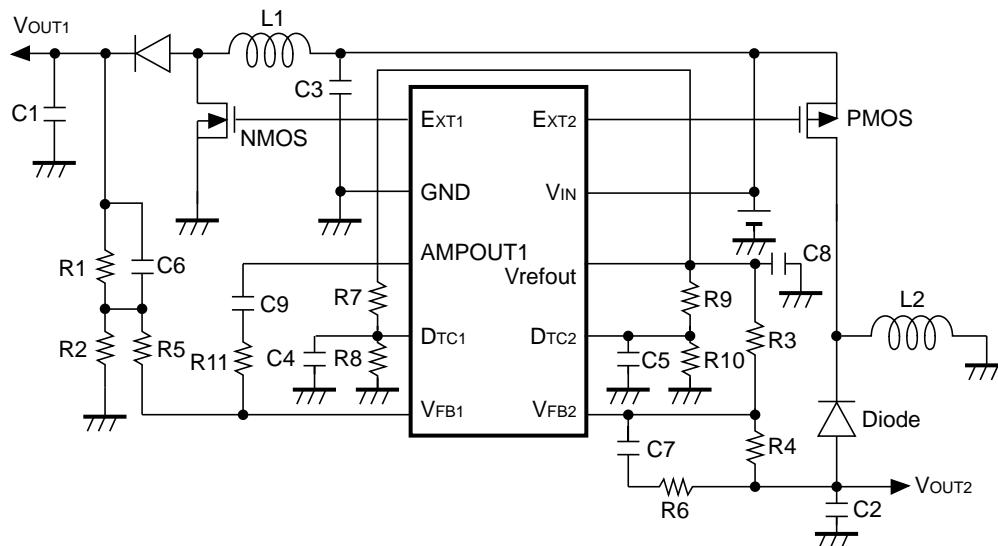 VOUT1
L1
C1
C3
NMOS
EXT1
EXT2
PMOS
GND
VIN
R1
C6
AMPOUT1
Vrefout
C8
C9
R7
R9
L2
R2
R5
R11
C4
R8
DTC1
DTC2
C5
R10
R3
VFB1
VFB2
Diode
C7
R4
R6
C2
VOUT2